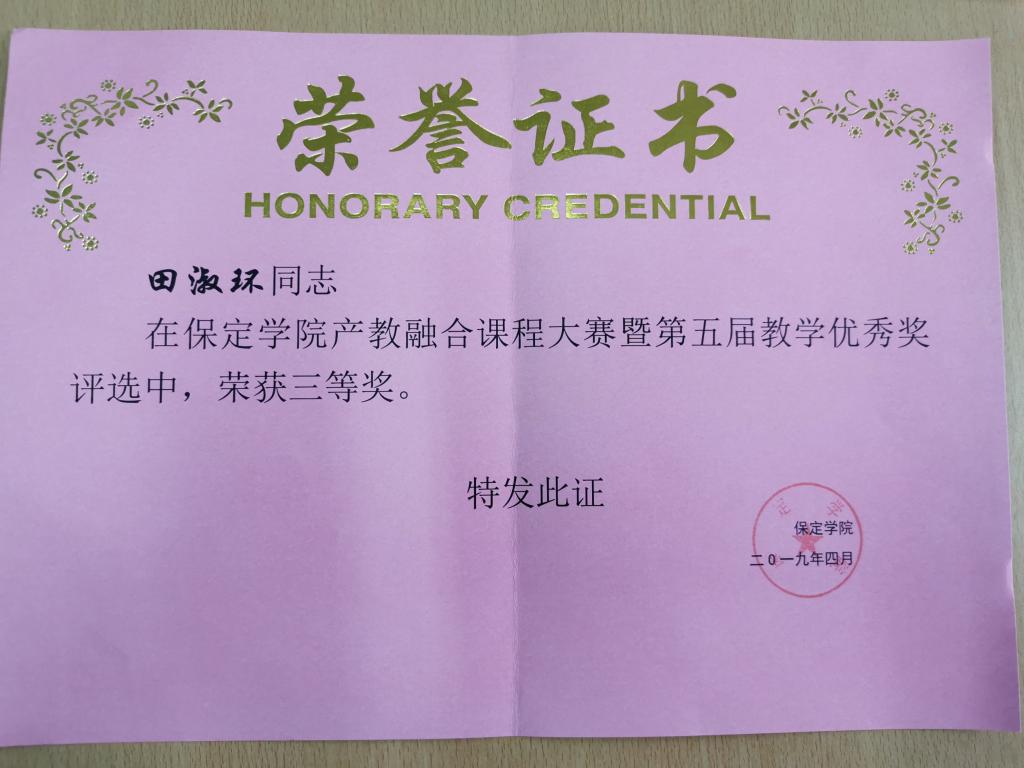 荣誉证书
HONORARY CREDENTIAL
田淑环同志
在保定学院产教融合课程大赛暨第五届教学优秀奖
评选中，荣获三等奖。
特发此证
保定学院
二0一九年四月